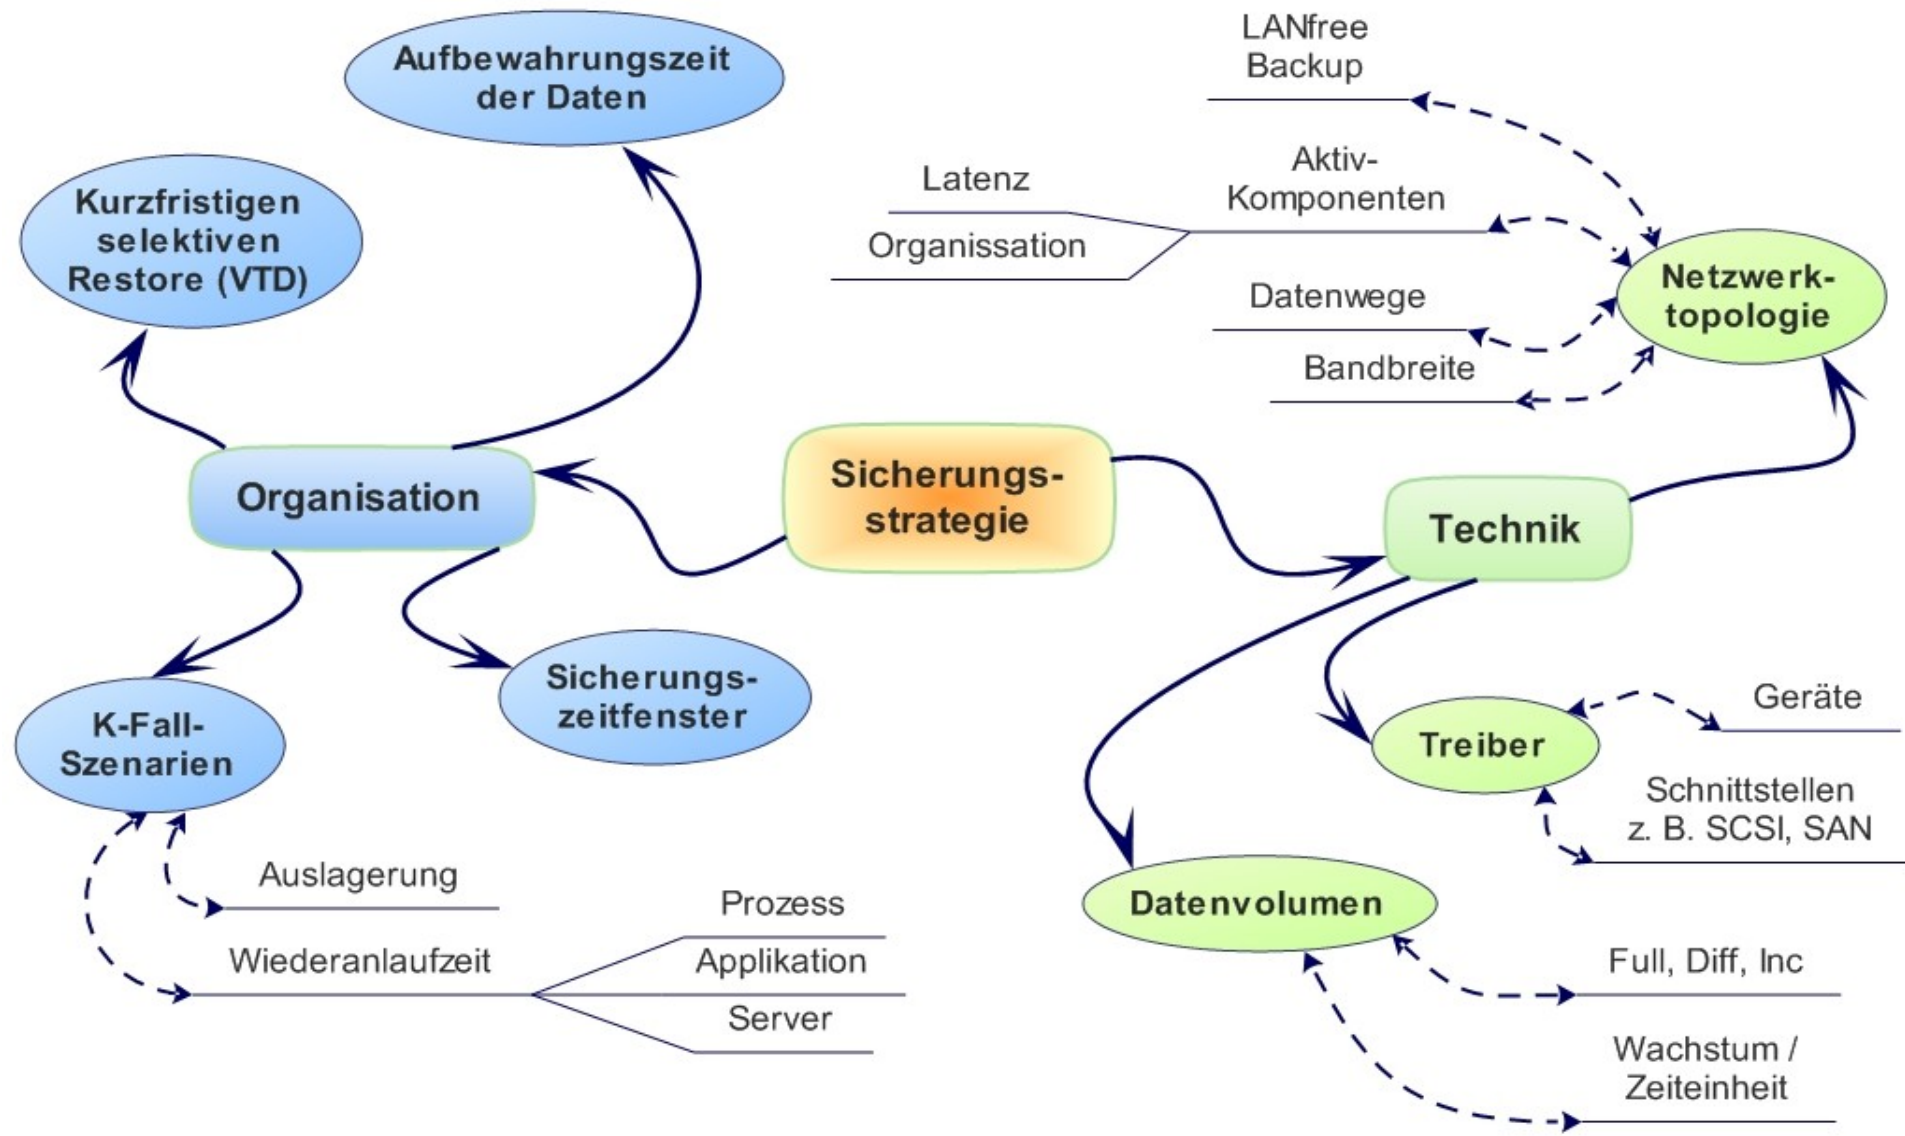 Aufbewahrungszeit
der Daten
Kurzfristigen
selektiven
Restore (VTD)
Organisation
K-Fall-
Szenarien
Auslagerung
Wiederanlaufzeit
Prozess
Applikation
Server
Sicherungs-
zeitfenster
Sicherungs-
strategie
Technik
LANfree
Backup
Aktiv-
Komponenten
Latenz
Organissation
Datenwege
Bandbreite
Netzwerk-
topologie
Treiber
Geräte
Schnittstellen
z. B. SCSI, SAN
Datenvolumen
Full, Diff, Inc
Wachstum /
Zeiteinheit